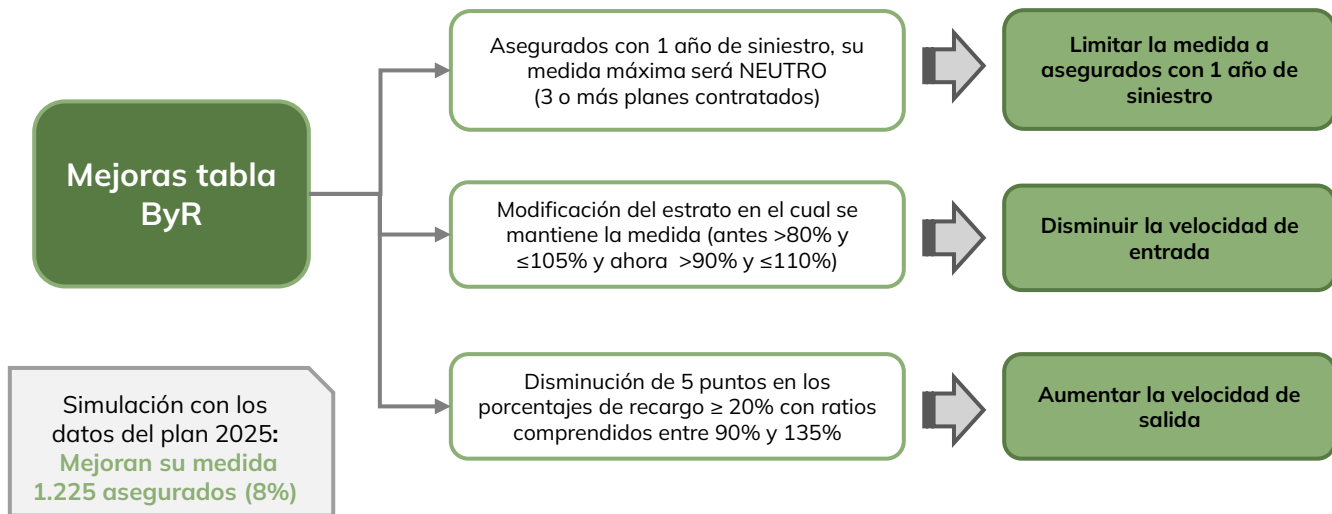 Mejoras tabla
ByR
Asegurados con 1 año de siniestro, su
medida máxima será NEUTRO
(3 o más planes contratados)
Limitar la medida a
asegurados con 1 año de
siniestro
Modificación del estrato en el cual se
mantiene la medida (antes >80% y
≤105% y ahora  >90% y ≤110%)
Disminuir la velocidad de
entrada
Disminución de 5 puntos en los
porcentajes de recargo ≥ 20% con ratios
comprendidos entre 90% y 135%
Aumentar la velocidad de
salida
Simulación con los
datos del plan 2025:
Mejoran su medida
1.225 asegurados (8%)